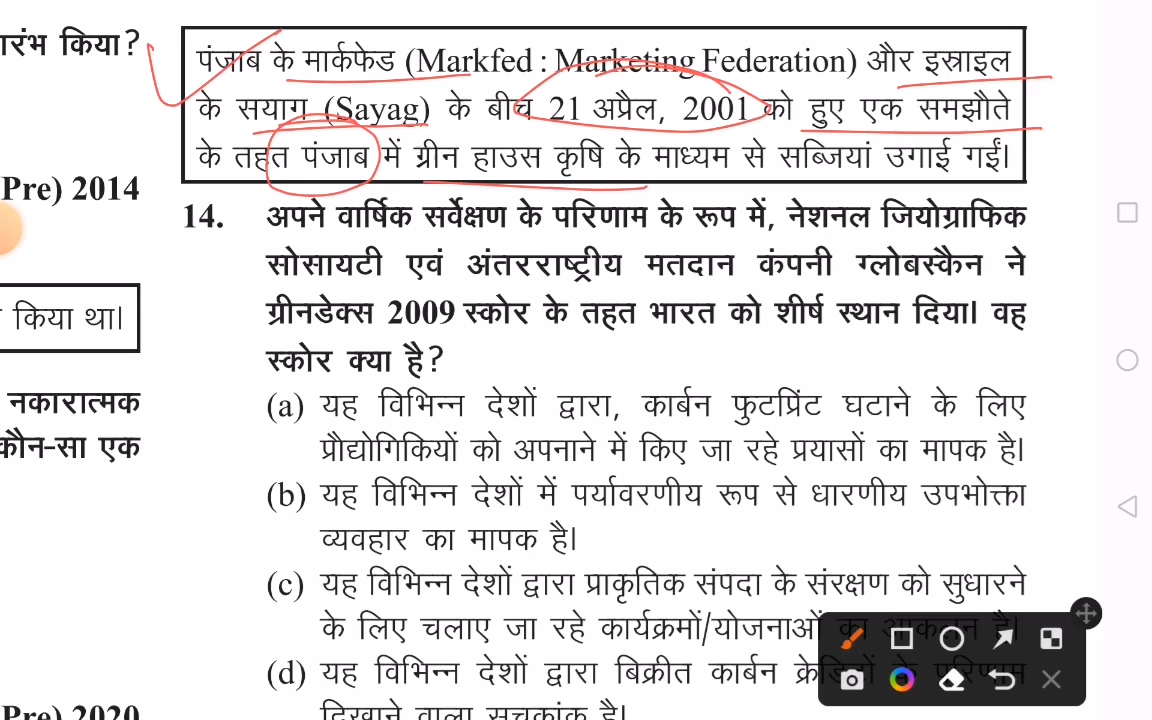 ारंभ किया?
(Pre) 2014
किया था।
नकारात्मक
कौन-सा एक
Pre) 2020
पंजाब के मार्कफेड (Markfed : Marketing Federation) और इस्राइल
के सयाग (Sayag) के बीच 21 अप्रैल, 2001 को हुए एक समझौते
के तहत पंजाब में ग्रीन हाउस कृषि के माध्यम से सब्जियां उगाई गईं।
14. अपने वार्षिक सर्वेक्षण के परिणाम के रूप में, नेशनल जियोग्राफिक
सोसायटी एवं अंतरराष्ट्रीय मतदान कंपनी ग्लोबस्कैन ने
ग्रीनडेक्स 2009 स्कोर के तहत भारत को शीर्ष स्थान दिया। वह
स्कोर क्या है?
(a) यह विभिन्न देशों द्वारा, कार्बन फुटप्रिंट घटाने के लिए
प्रौद्योगिकियों को अपनाने में किए जा रहे प्रयासों का मापक है।
(b) यह विभिन्न देशों में पर्यावरणीय रूप से धारणीय उपभोक्ता
व्यवहार का मापक है।
(c) यह विभिन्न देशों द्वारा प्राकृतिक संपदा के संरक्षण को सुधारने
के लिए चलाए जा रहे कार्यक्रमों/योजनाओं का आकलन है।
(d) यह विभिन्न देशों द्वारा बिक्रीत कार्बन क्रेडिटों के परिणाम
दिखाने वाला सूचकांक है।